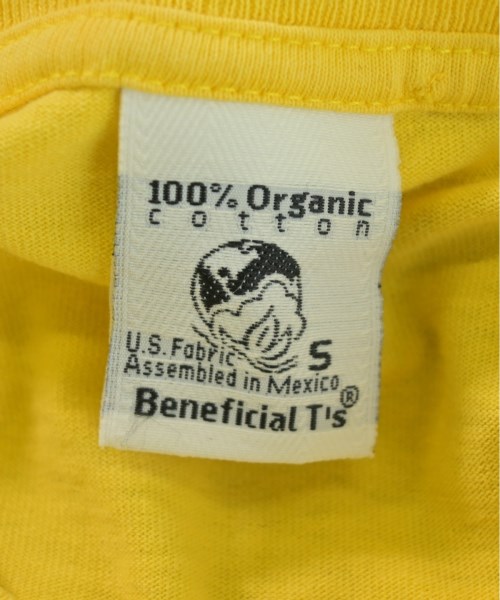 100% Organic
cotton
U.S. Fabric S
Assembled in Mexico
Beneficial T's®